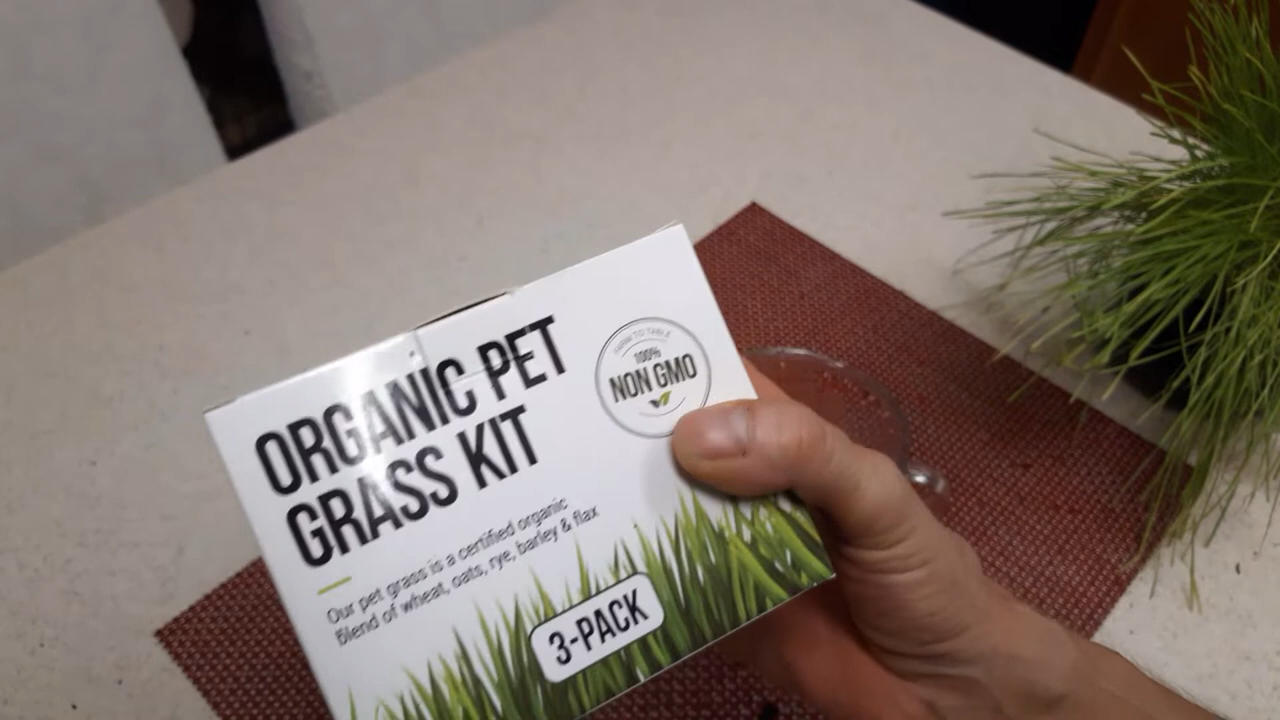 ORGANIC PET
GRASS KIT
FARM TO TABLE
100%
NON GMO
Our pet grass is a certified organic
Blend of wheat, oats, rye, barley & flax
3-PACK